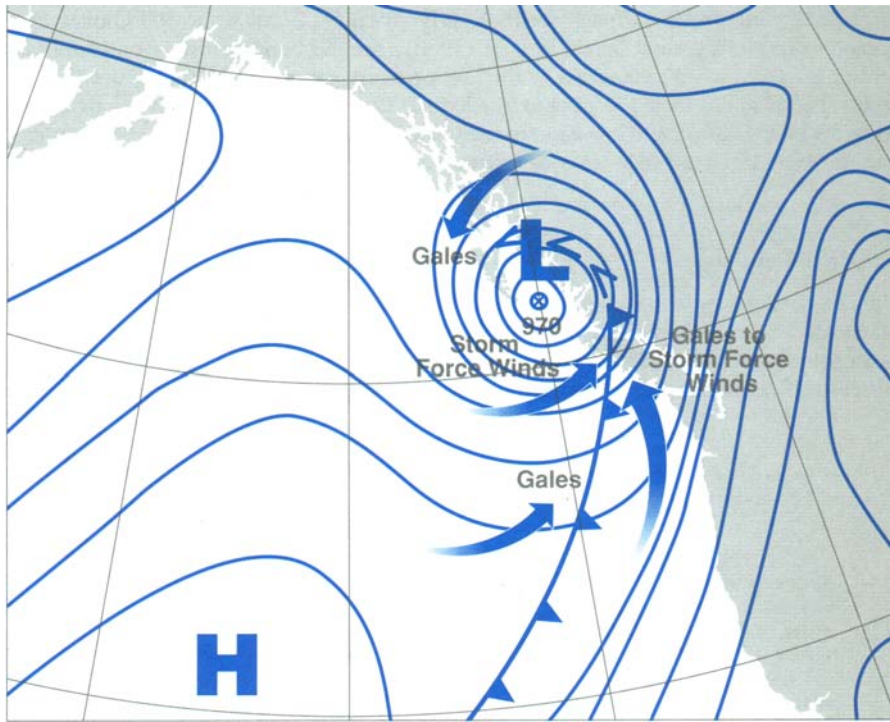 Gales
L
970
Storm
Force Winds
Gales to
Storm Force
Winds
Gales
H